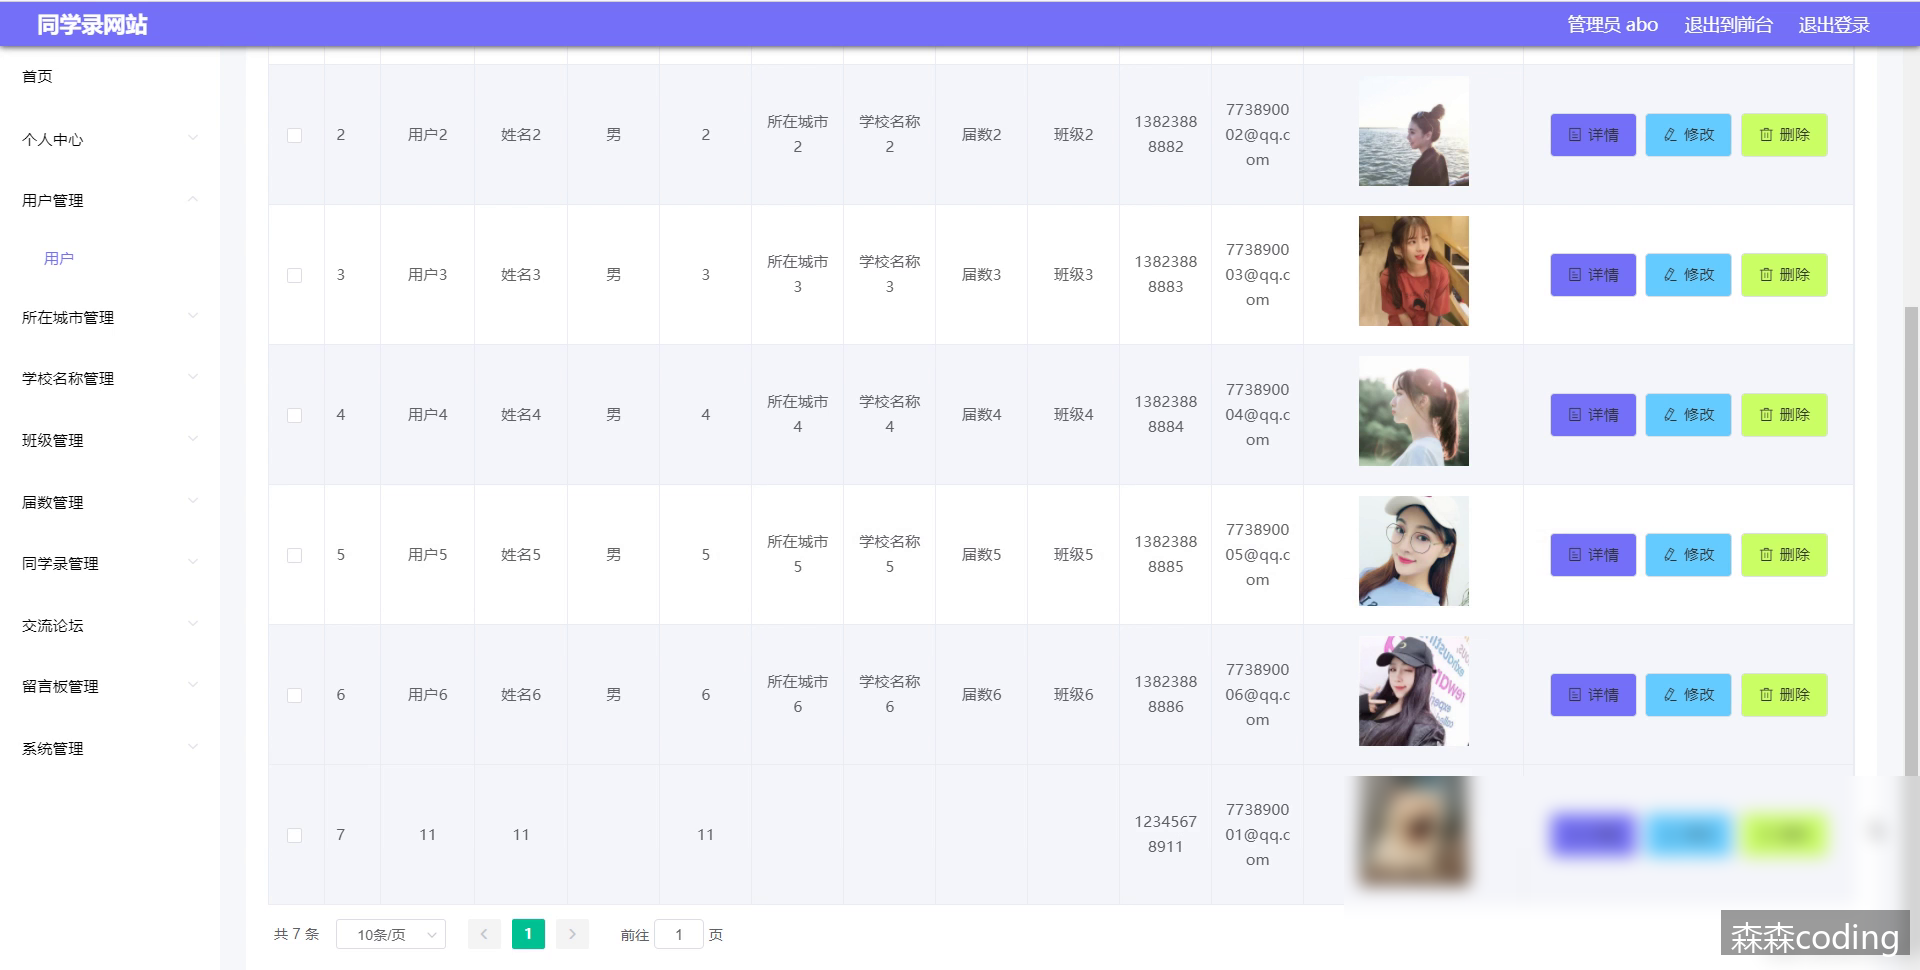 同学录网站 管理员 abo 退出到前台 退出登录
首页
个人中心
用户管理
用户
所在城市管理
学校名称管理
班级管理
届数管理
同学录管理
交流论坛
留言板管理
系统管理
2 用户2 姓名2 男 2 所在城市2 学校名称2 届数2 班级2 13823888882 773890002@qq.com 详情 修改 删除
3 用户3 姓名3 男 3 所在城市3 学校名称3 届数3 班级3 13823888883 773890003@qq.com 详情 修改 删除
4 用户4 姓名4 男 4 所在城市4 学校名称4 届数4 班级4 13823888884 773890004@qq.com 详情 修改 删除
5 用户5 姓名5 男 5 所在城市5 学校名称5 届数5 班级5 13823888885 773890005@qq.com 详情 修改 删除
6 用户6 姓名6 男 6 所在城市6 学校名称6 届数6 班级6 13823888886 773890006@qq.com 详情 修改 删除
7 11 11 11 12345678911 773890001@qq.com
共 7 条 10条/页 1 前往 1 页
森森coding